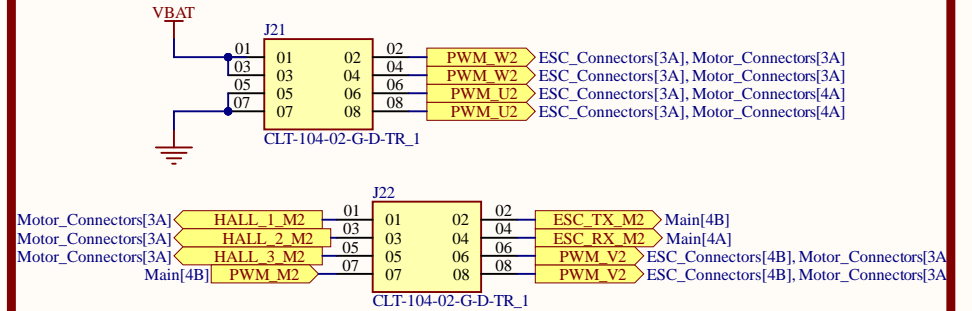 VBAT
J21
01 01 02 02 PWM_W2 ESC_Connectors[3A], Motor_Connectors[3A]
03 03 04 04 PWM_W2 ESC_Connectors[3A], Motor_Connectors[3A]
05 05 06 06 PWM_U2 ESC_Connectors[3A], Motor_Connectors[4A]
07 07 08 08 PWM_U2 ESC_Connectors[3A], Motor_Connectors[4A]
CLT-104-02-G-D-TR_1
J22
Motor_Connectors[3A] HALL_1_M2 01 01 02 02 ESC_TX_M2 Main[4B]
Motor_Connectors[3A] HALL_2_M2 03 03 04 04 ESC_RX_M2 Main[4A]
Motor_Connectors[3A] HALL_3_M2 05 05 06 06 PWM_V2 ESC_Connectors[4B], Motor_Connectors[3A
Main[4B] PWM_M2 07 07 08 08 PWM_V2 ESC_Connectors[4B], Motor_Connectors[3A
CLT-104-02-G-D-TR_1